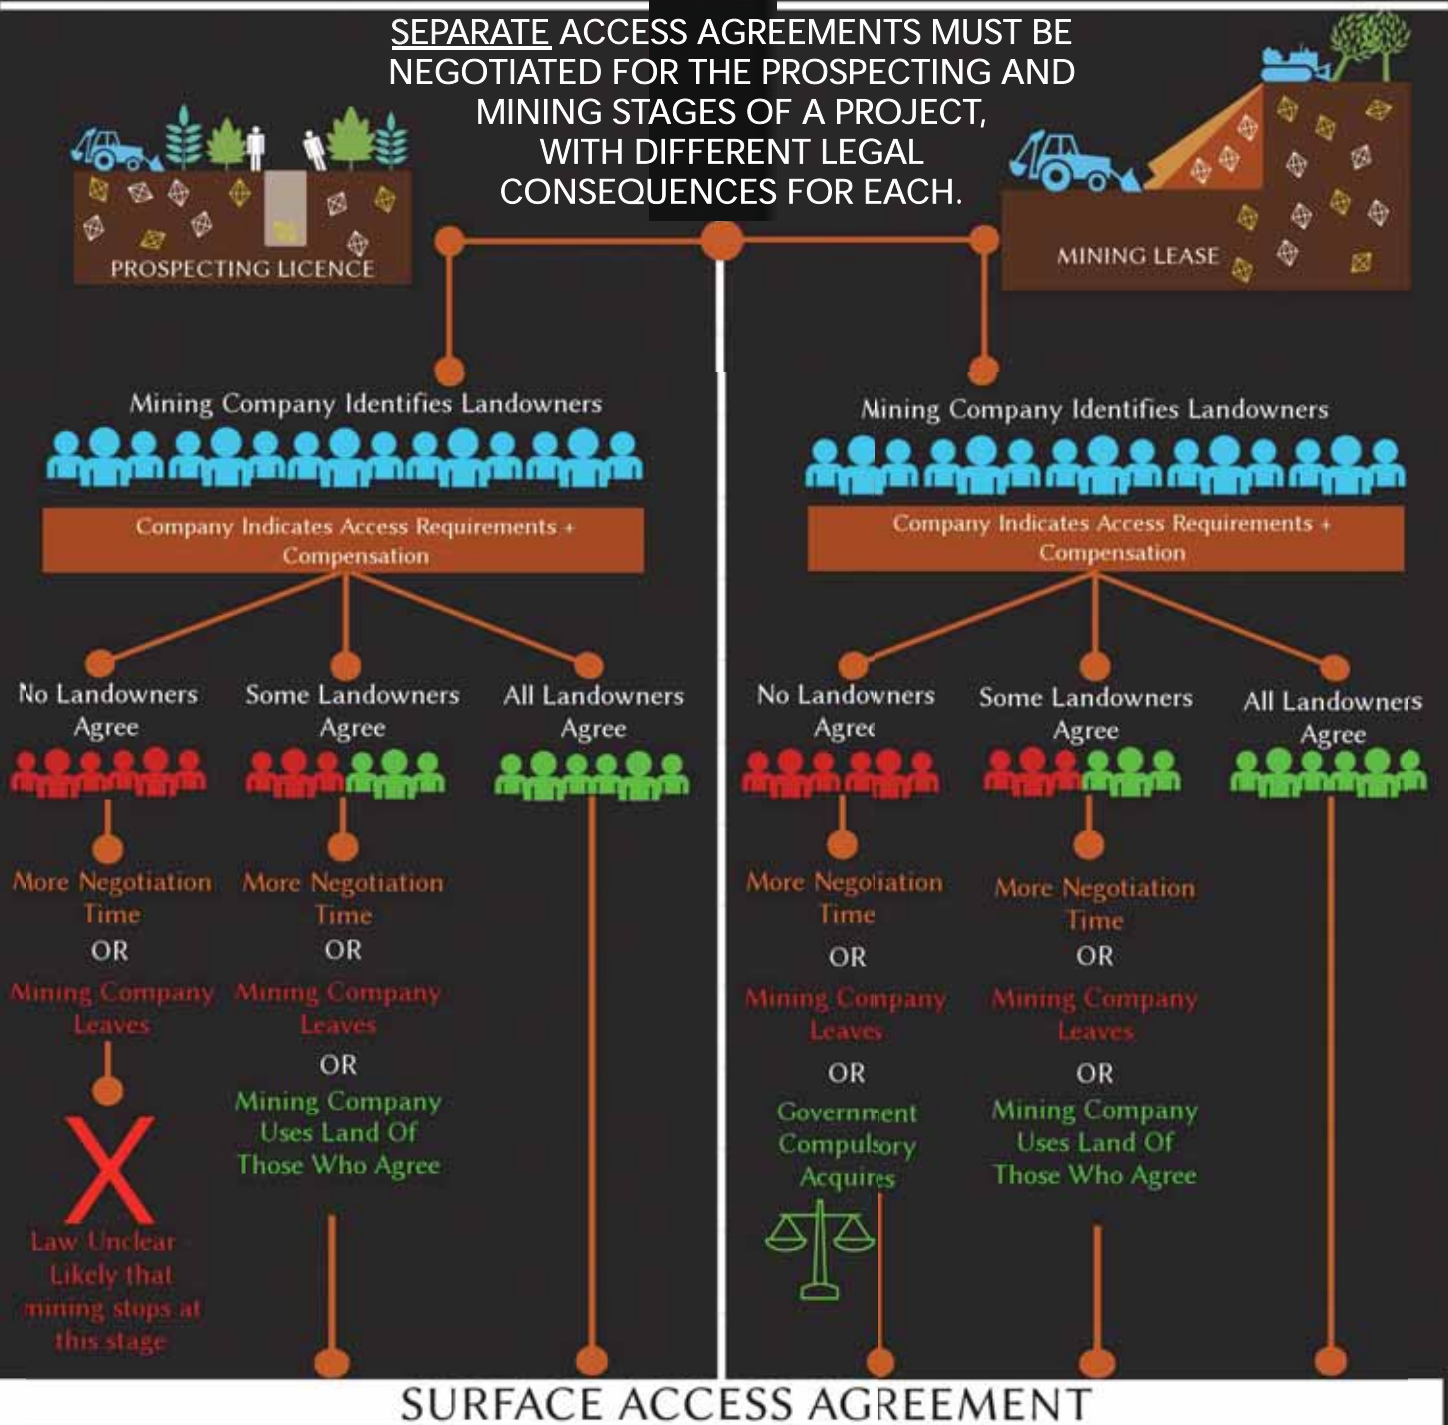 SEPARATE ACCESS AGREEMENTS MUST BE
NEGOTIATED FOR THE PROSPECTING AND
MINING STAGES OF A PROJECT,
WITH DIFFERENT LEGAL
CONSEQUENCES FOR EACH.
PROSPECTING LICENCE
MINING LEASE
Mining Company Identifies Landowners
Company Indicates Access Requirements +
Compensation
No Landowners
Agree
Some Landowners
Agree
All Landowners
Agree
More Negotiation
Time
OR
Mining Company
Leaves
Law Unclear -
Likely that
mining stops at
this stage
More Negotiation
Time
OR
Mining Company
Leaves
OR
Mining Company
Uses Land Of
Those Who Agree
Mining Company Identifies Landowners
Company Indicates Access Requirements +
Compensation
No Landowners
Agree
Some Landowners
Agree
All Landowners
Agree
More Negotiation
Time
OR
Mining Company
Leaves
OR
Government
Compulsory
Acquires
More Negotiation
Time
OR
Mining Company
Leaves
OR
Mining Company
Uses Land Of
Those Who Agree
SURFACE ACCESS AGREEMENT